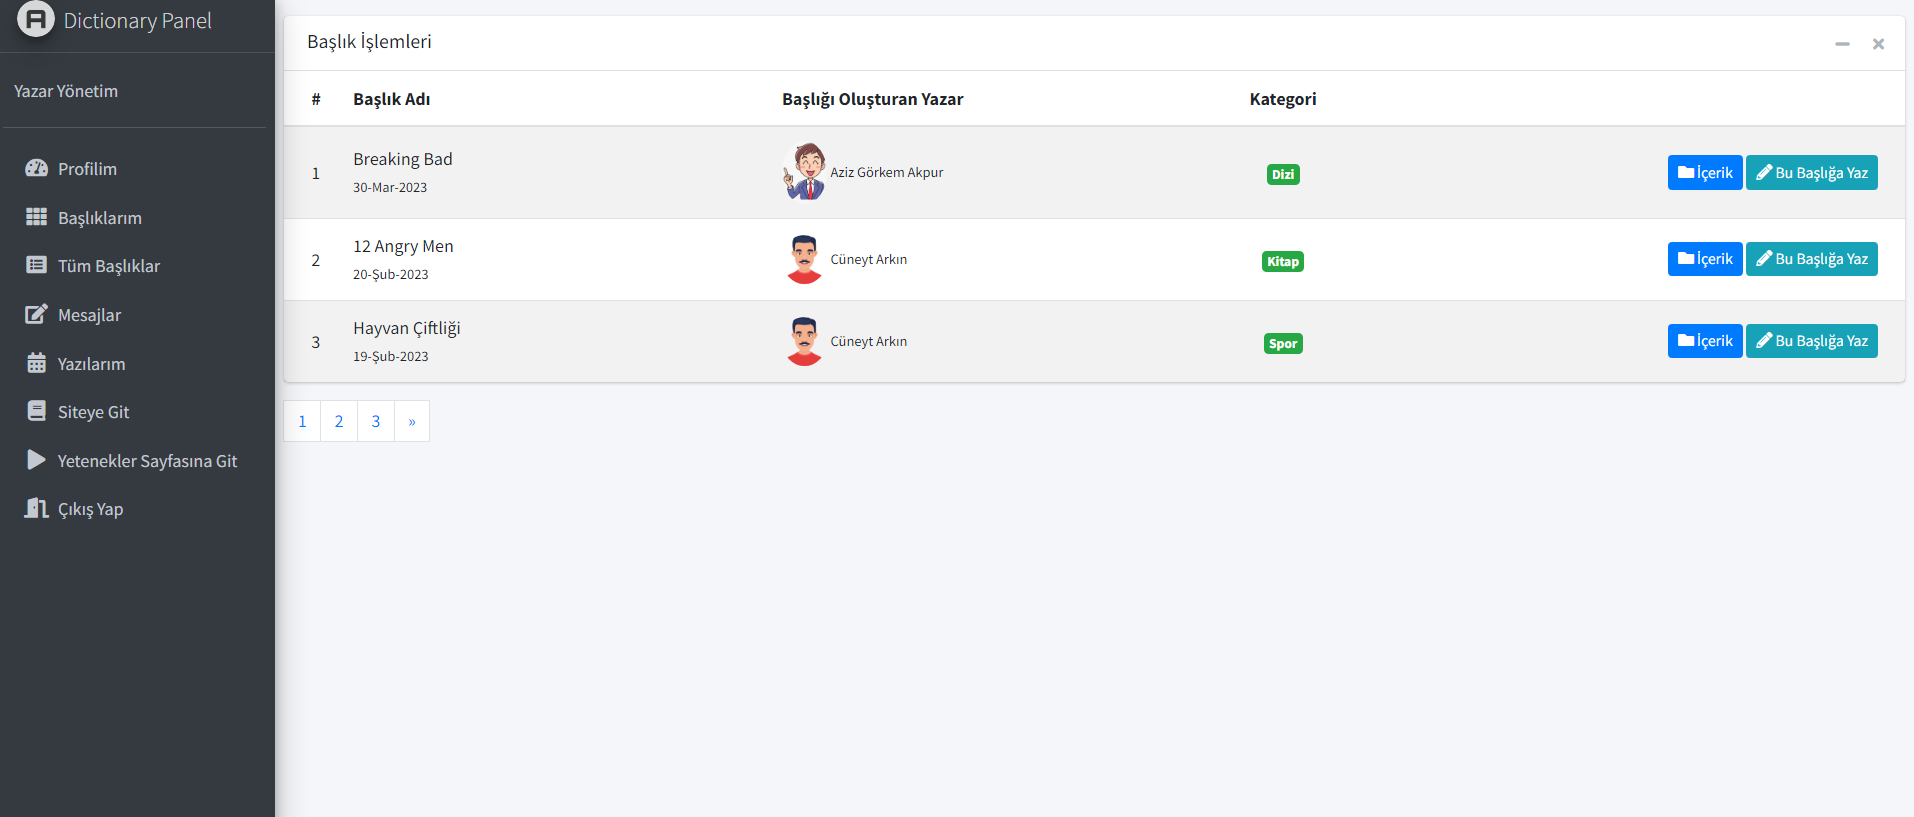 Dictionary Panel
Yazar Yönetim
Profilim
Başlıklarım
Tüm Başlıklar
Mesajlar
Yazılarım
Siteye Git
Yetenekler Sayfasına Git
Çıkış Yap
Başlık İşlemleri
# Başlık Adı Başlığı Oluşturan Yazar Kategori
1 Breaking Bad Aziz Görkem Akpur Dizi İçerik Bu Başlığa Yaz
30-Mar-2023
2 12 Angry Men Cüneyt Arkın Kitap İçerik Bu Başlığa Yaz
20-Şub-2023
3 Hayvan Çiftliği Cüneyt Arkın Spor İçerik Bu Başlığa Yaz
19-Şub-2023
1 2 3 »